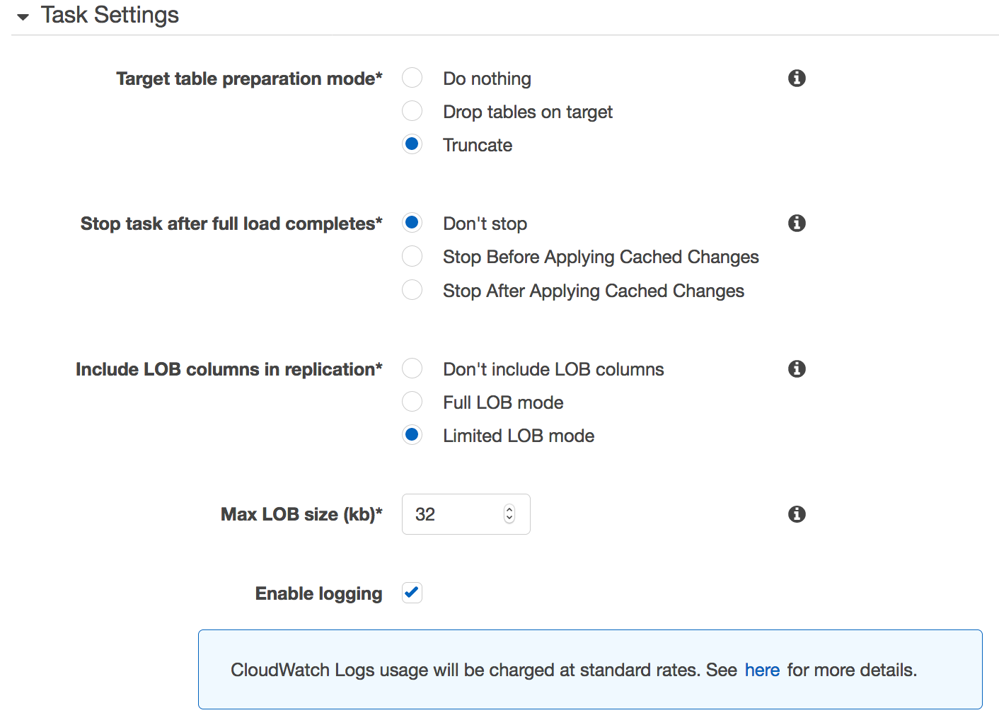 Task Settings
Target table preparation mode*
Do nothing
Drop tables on target
Truncate
Stop task after full load completes*
Don't stop
Stop Before Applying Cached Changes
Stop After Applying Cached Changes
Include LOB columns in replication*
Don't include LOB columns
Full LOB mode
Limited LOB mode
Max LOB size (kb)*
32
Enable logging
CloudWatch Logs usage will be charged at standard rates. See here for more details.